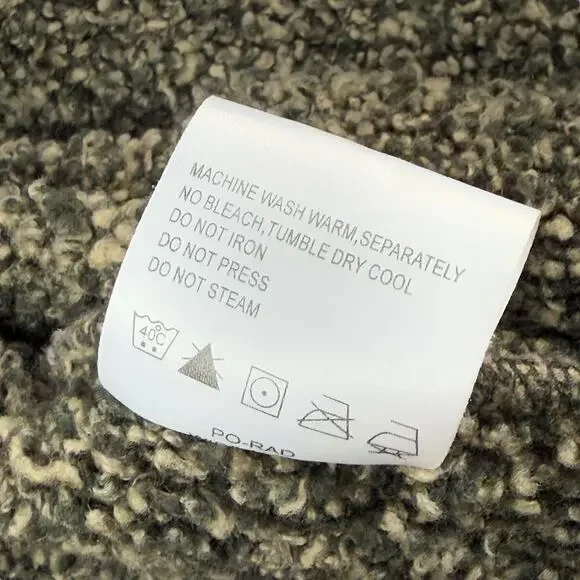 MACHINE WASH WARM,SEPARATELY
NO BLEACH,TUMBLE DRY COOL
DO NOT IRON
DO NOT PRESS
DO NOT STEAM
40C
PO-RAD